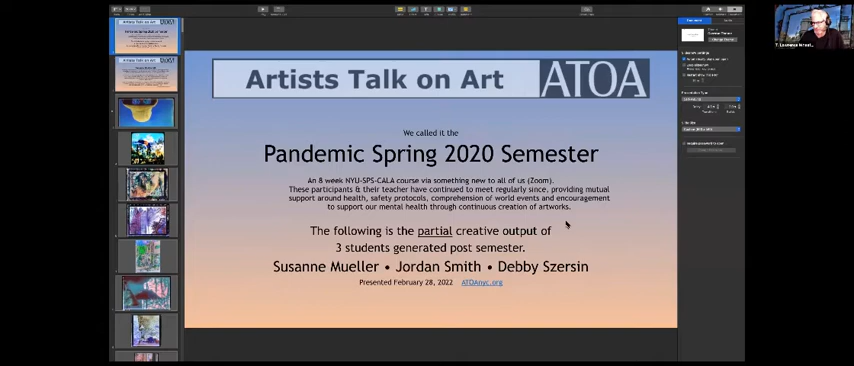 Artists Talk on Art ATOA
We called it the
Pandemic Spring 2020 Semester
An 8 week NYU-SPS-CALA course via something new to all of us (Zoom).
These participants & their teacher have continued to meet regularly since, providing mutual
support around health, safety protocols, comprehension of world events and encouragement
to support our mental health through continuous creation of artworks.
The following is the partial creative output of
3 students generated post semester.
Susanne Mueller • Jordan Smith • Debby Szersin
Presented February 28, 2022 ATOAnyc.org